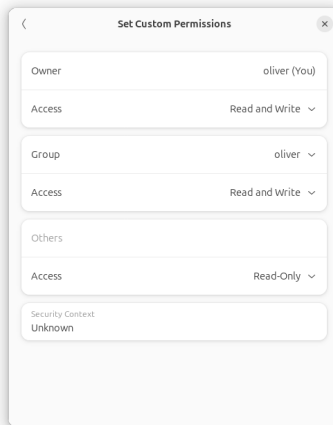 Set Custom Permissions
Owner oliver (You)
Access Read and Write
Group oliver
Access Read and Write
Others
Access Read-Only
Security Context
Unknown